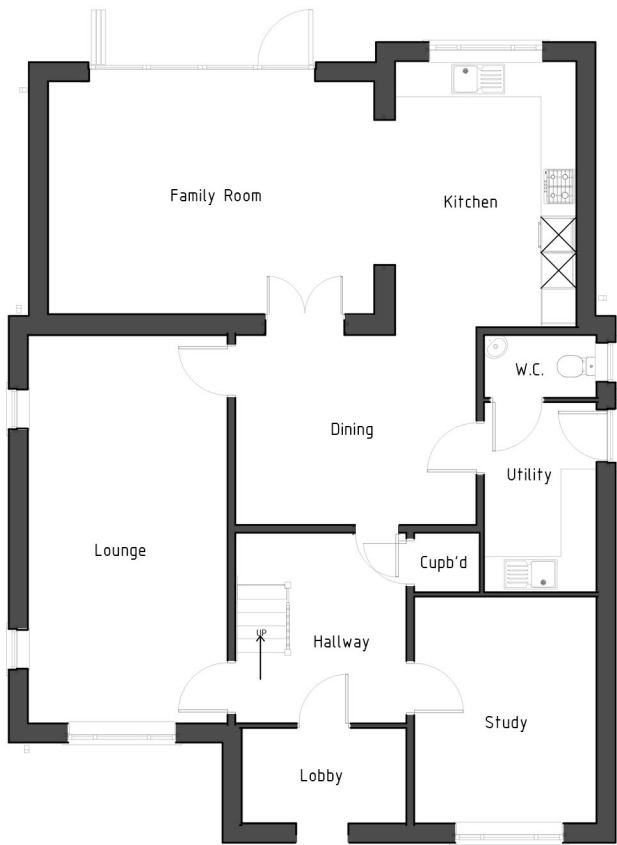 Family Room
Kitchen
W.C.
Dining
Utility
Lounge
Cupb'd
UP
Hallway
Study
Lobby